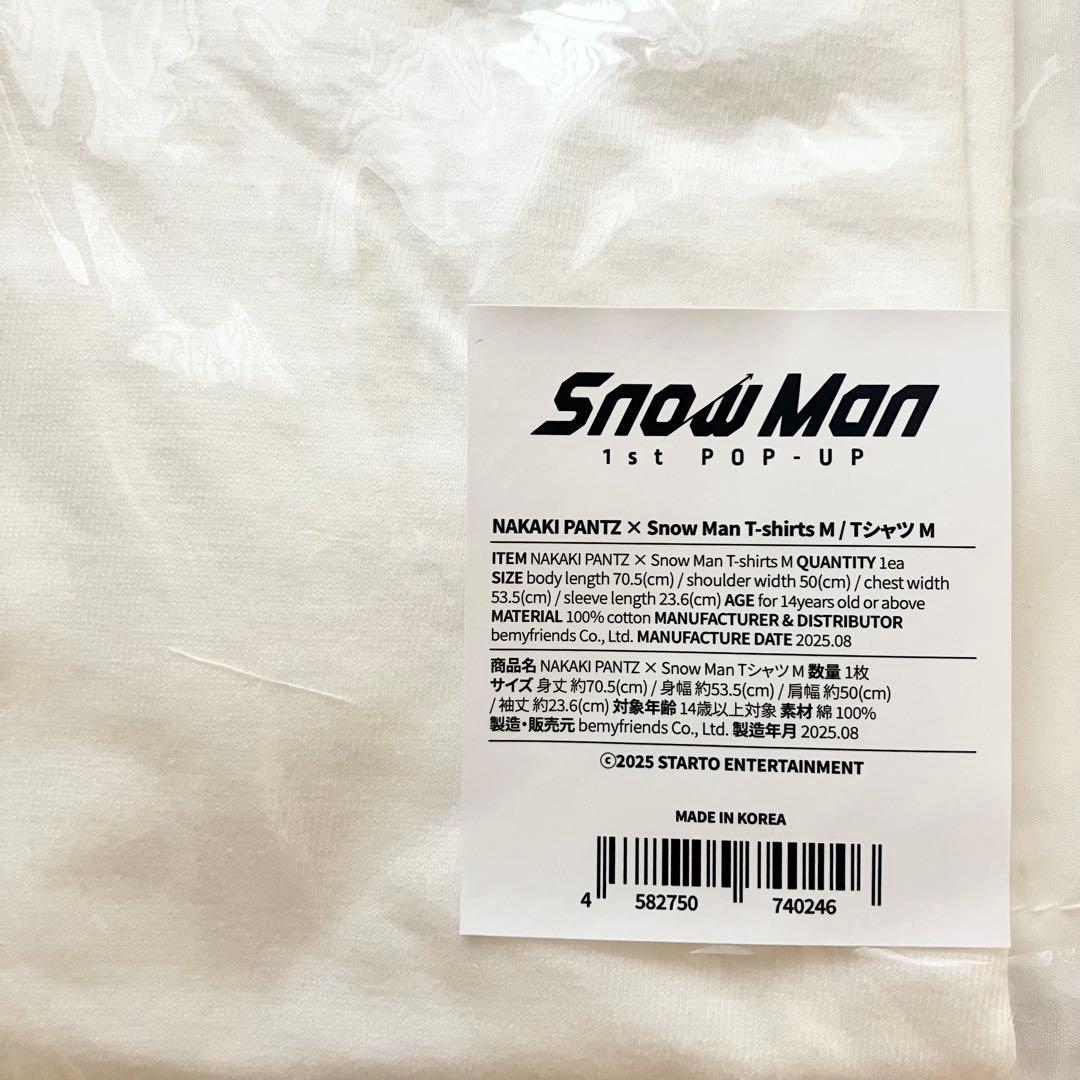 Snow Man
1st POP-UP
NAKAKI PANTZ × Snow Man T-shirts M / Tシャツ M
ITEM NAKAKI PANTZ × Snow Man T-shirts M QUANTITY 1ea
SIZE body length 70.5(cm) / shoulder width 50(cm) / chest width
53.5(cm) / sleeve length 23.6(cm) AGE for 14years old or above
MATERIAL 100% cotton MANUFACTURER & DISTRIBUTOR
bemyfriends Co., Ltd. MANUFACTURE DATE 2025.08
商品名 NAKAKI PANTZ × Snow Man Tシャツ M 数量 1枚
サイズ 身丈 約70.5(cm) / 身幅 約53.5(cm) / 肩幅 約50(cm)
/ 袖丈 約23.6(cm) 対象年齢 14歳以上対象 素材 綿 100%
製造・販売元 bemyfriends Co., Ltd. 製造年月 2025.08
ⓒ2025 STARTO ENTERTAINMENT
MADE IN KOREA
4 582750 740246